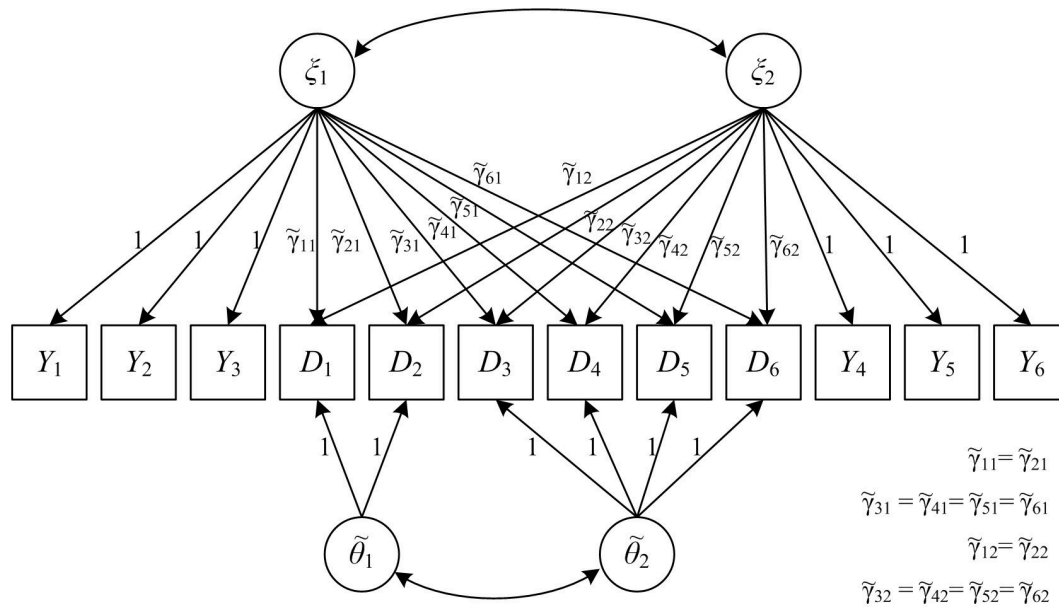 ξ₁ ξ₂
γ̃₆₁ γ̃₁₂
γ̃₅₁
1 1 1 γ̃₁₁ γ̃₂₁ γ̃₃₁ γ̃₄₁ γ̃₂₂ γ̃₃₂ γ̃₄₂ γ̃₅₂ γ̃₆₂ 1 1 1
Y₁ Y₂ Y₃ D₁ D₂ D₃ D₄ D₅ D₆ Y₄ Y₅ Y₆
1 1 1 1 1 1
γ̃₁₁= γ̃₂₁
γ̃₃₁ = γ̃₄₁= γ̃₅₁= γ̃₆₁
γ̃₁₂= γ̃₂₂
γ̃₃₂ = γ̃₄₂= γ̃₅₂= γ̃₆₂
θ̃₁ θ̃₂